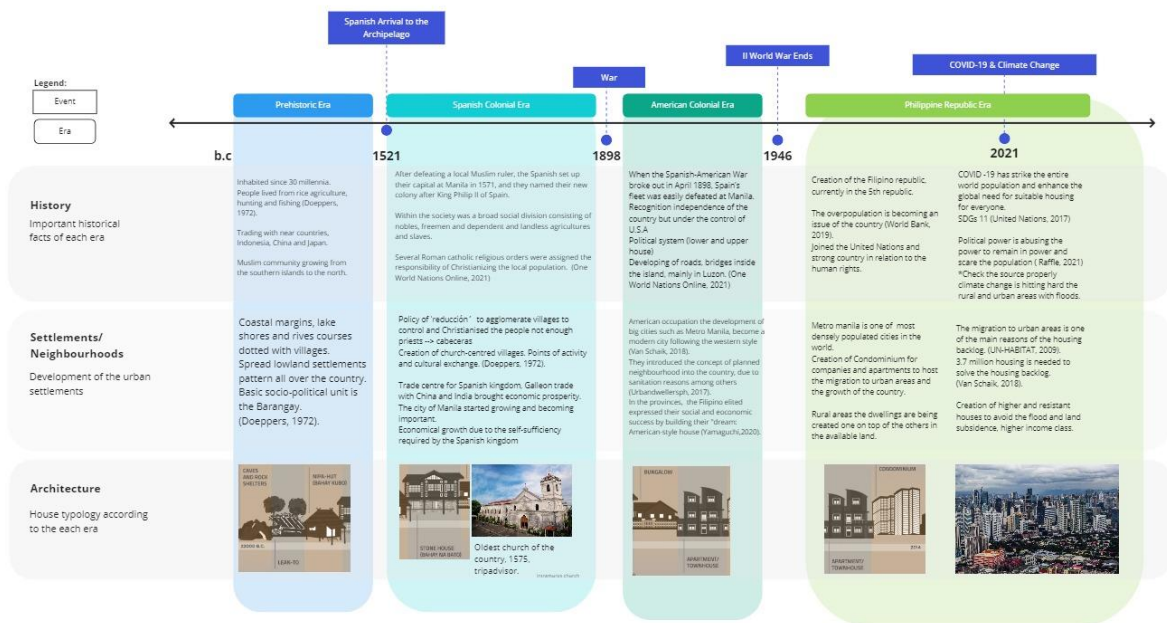 Spanish Arrival to the
Archipelago
II World War Ends
COVID-19 & Climate Change
War
Legend:
Event
Era
Prehistoric Era
Spanish Colonial Era
American Colonial Era
Philippine Republic Era
b.c
1521
1898
1946
2021
History
Important historical
facts of each era
Inhabited since 30 millennia.
People lived from rice agriculture,
hunting and fishing (Doeppers,
1972).
Trading with near countries,
Indonesia, China and Japan.
Muslim community growing from
the southern islands to the north.
After defeating a local Muslim ruler, the Spanish set up
their capital at Manila in 1571, and they named their new
colony after King Philip II of Spain.
Within the society was a broad social division consisting of
nobles, freemen and dependent and landless agricultures
and slaves.
Several Roman catholic religious orders were assigned the
responsibility of Christianizing the local population. (One
World Nations Online, 2021)
When the Spanish-American War
broke out in April 1898, Spain's
fleet was easily defeated at Manila.
Recognition independence of the
country but under the control of
U.S.A
Political system (lower and upper
house)
Developing of roads, bridges inside
the island, mainly in Luzon. (One
World Nations Online, 2021)
Creation of the Filipino republic,
currently in the 5th republic.
The overpopulation is becoming an
issue of the country (World Bank,
2019).
Joined the United Nations and
strong country in relation to the
human rights.
COVID -19 has strike the entire
world population and enhance the
global need for suitable housing
for everyone.
SDGs 11 (United Nations, 2017)
Political power is abusing the
power to remain in power and
scare the population ( Raffle, 2021)
*Check the source properly
climate change is hitting hard the
rural and urban areas with floods.
Settlements/
Neighbourhoods
Development of the urban
settlements
Coastal margins, lake
shores and rives courses
dotted with villages.
Spread lowland settlements
pattern all over the country.
Basic socio-political unit is
the Barangay.
(Doeppers, 1972).
Policy of 'reducción ' to agglomerate villages to
control and Christianised the people not enough
priests --> cabeceras
Creation of church-centred villages. Points of activity
and cultural exchange. (Doeppers, 1972).
Trade centre for Spanish kingdom, Galleon trade
with China and India brought economic prosperity.
The city of Manila started growing and becoming
important.
Economical growth due to the self-sufficiency
required by the Spanish kingdom
American occupation the development of
big cities such as Metro Manila, become a
modern city following the western style
(Van Schaik, 2018).
They introduced the concept of planned
neighbourhood into the country, due to
sanitation reasons among others
(Urbandwellersph, 2017).
In the provinces, the Filipino elited
expressed their social and eoconomic
success by building their "dream:
American-style house (Yamaguchi,2020).
Metro manila is one of most
densely populated cities in the
world.
Creation of Condominium for
companies and apartments to host
the migration to urban areas and
the growth of the country.
Rural areas the dwellings are being
created one on top of the others in
the available land.
The migration to urban areas is one
of the main reasons of the housing
backlog. (UN-HABITAT, 2009).
3.7 million housing is needed to
solve the housing backlog.
(Van Schaik, 2018).
Creation of higher and resistant
houses to avoid the flood and land
subsidence, higher income class.
Architecture
House typology according
to the each era
CAVES
AND ROCK
SHELTERS
NIPA-HUT
(BAHAY KUBO)
LEAN-TO
STONE HOUSE
(BAHAY NA BATO)
Oldest church of the
country, 1575,
tripadvisor.
church
BUNGALOW
APARTMENT/
TOWNHOUSE
CONDOMINIUM
APARTMENT/
TOWNHOUSE